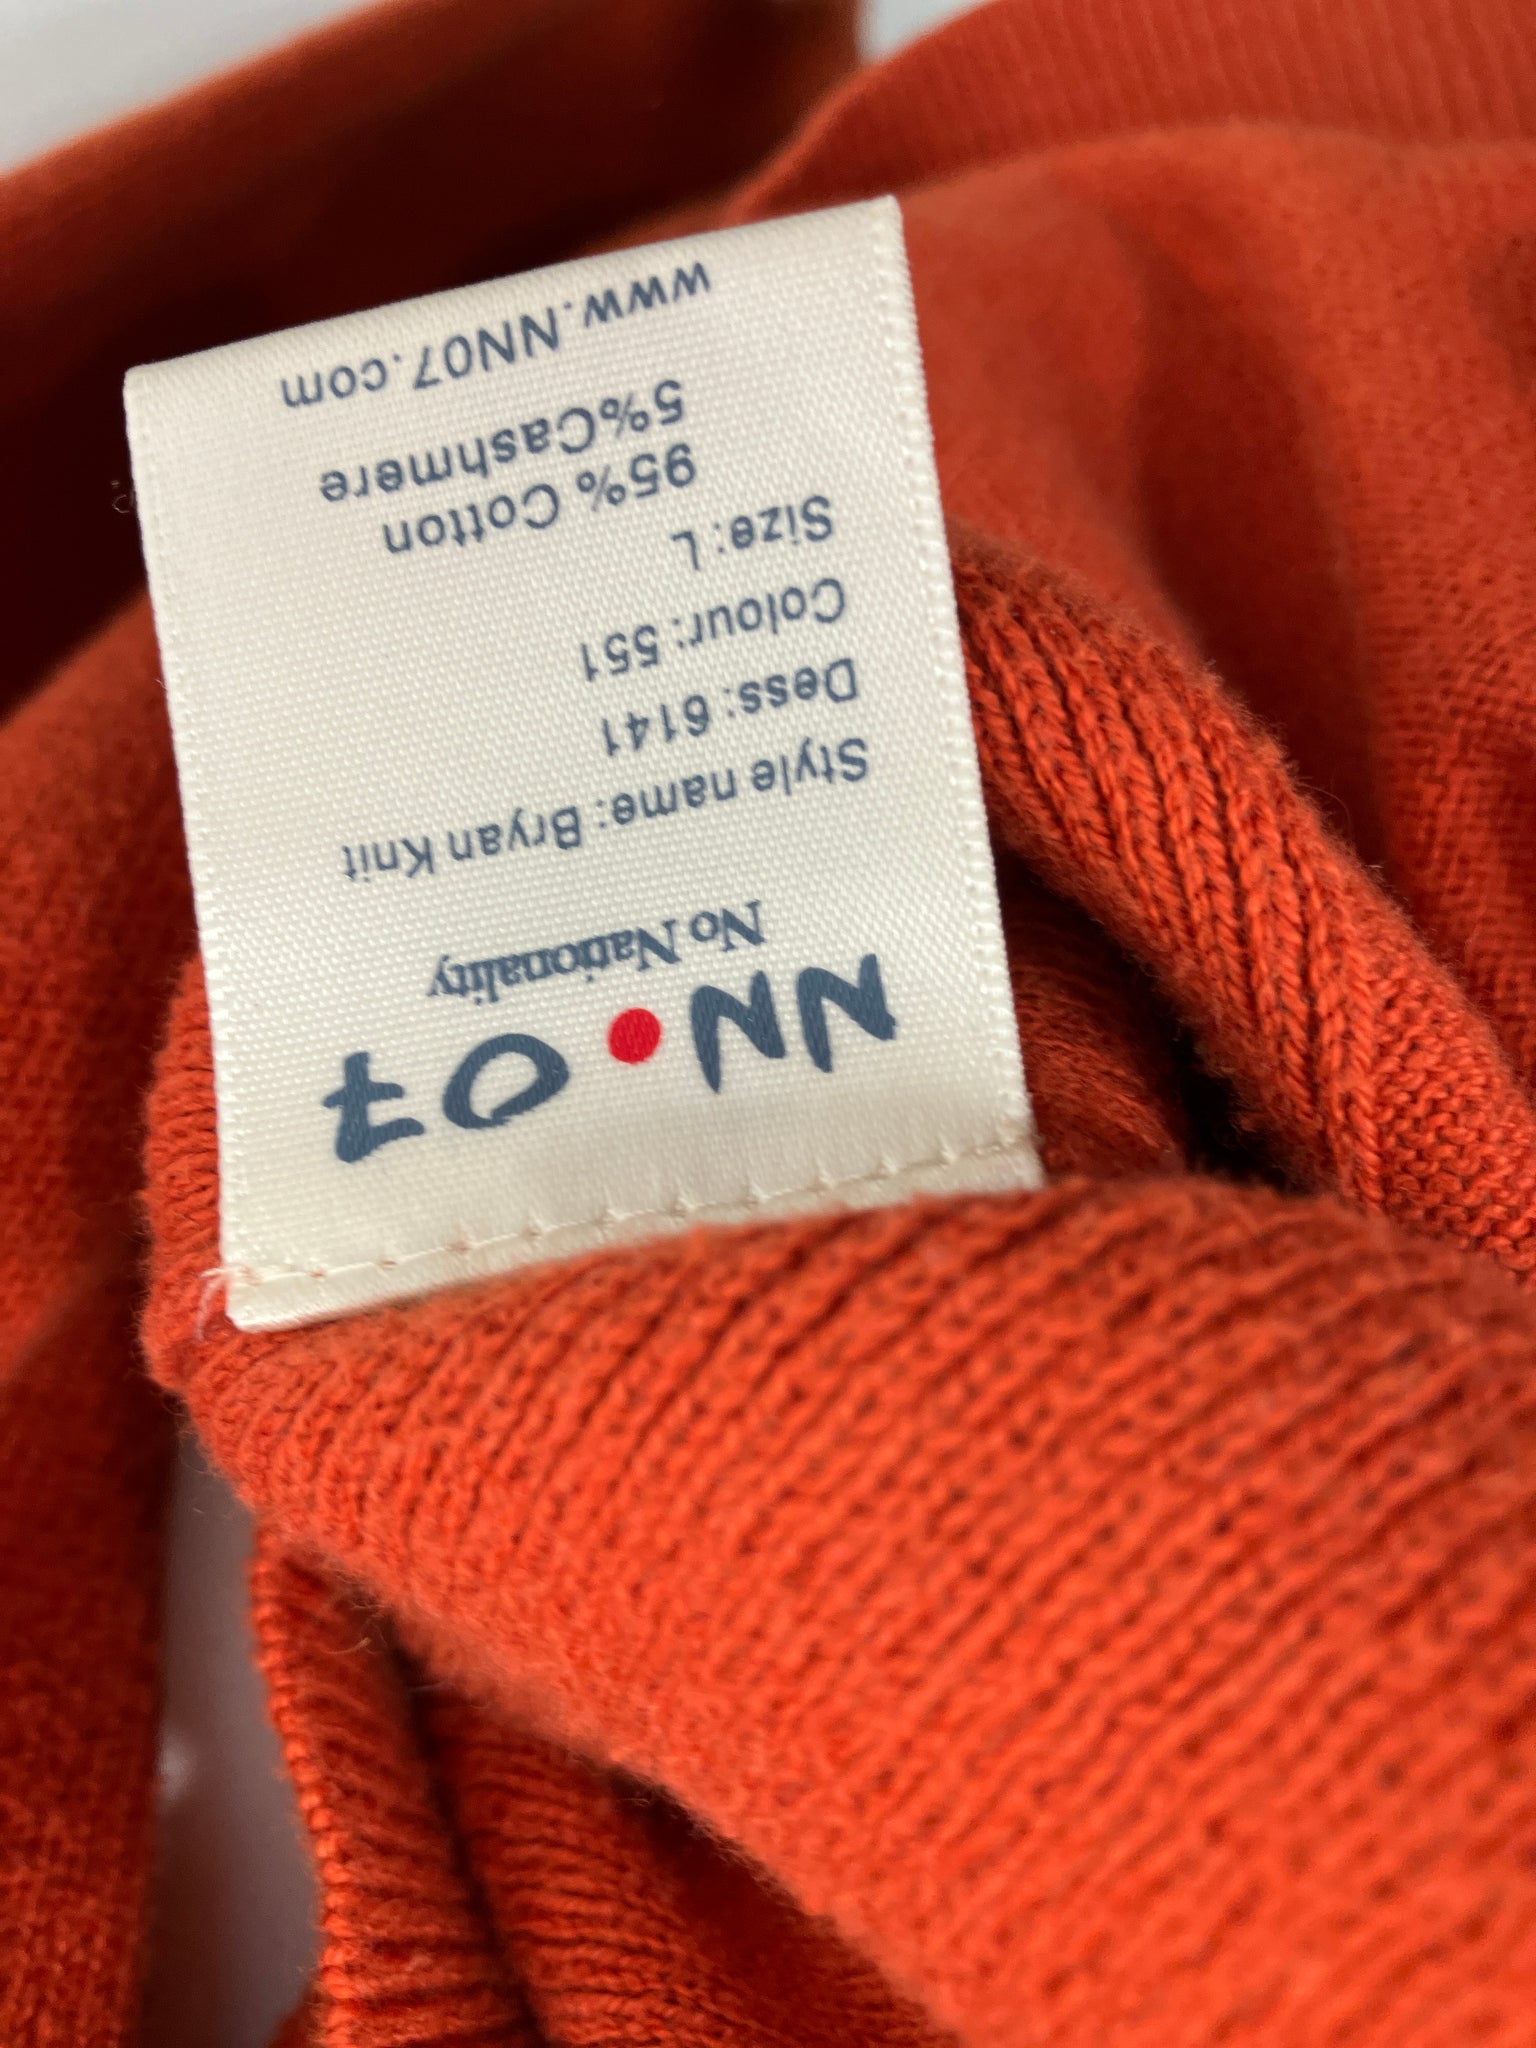 NN•07
No Nationality
Style name: Bryan Knit
Dess: 6141
Colour: 551
Size: L
95% Cotton
5%Cashmere
www.NN07.com